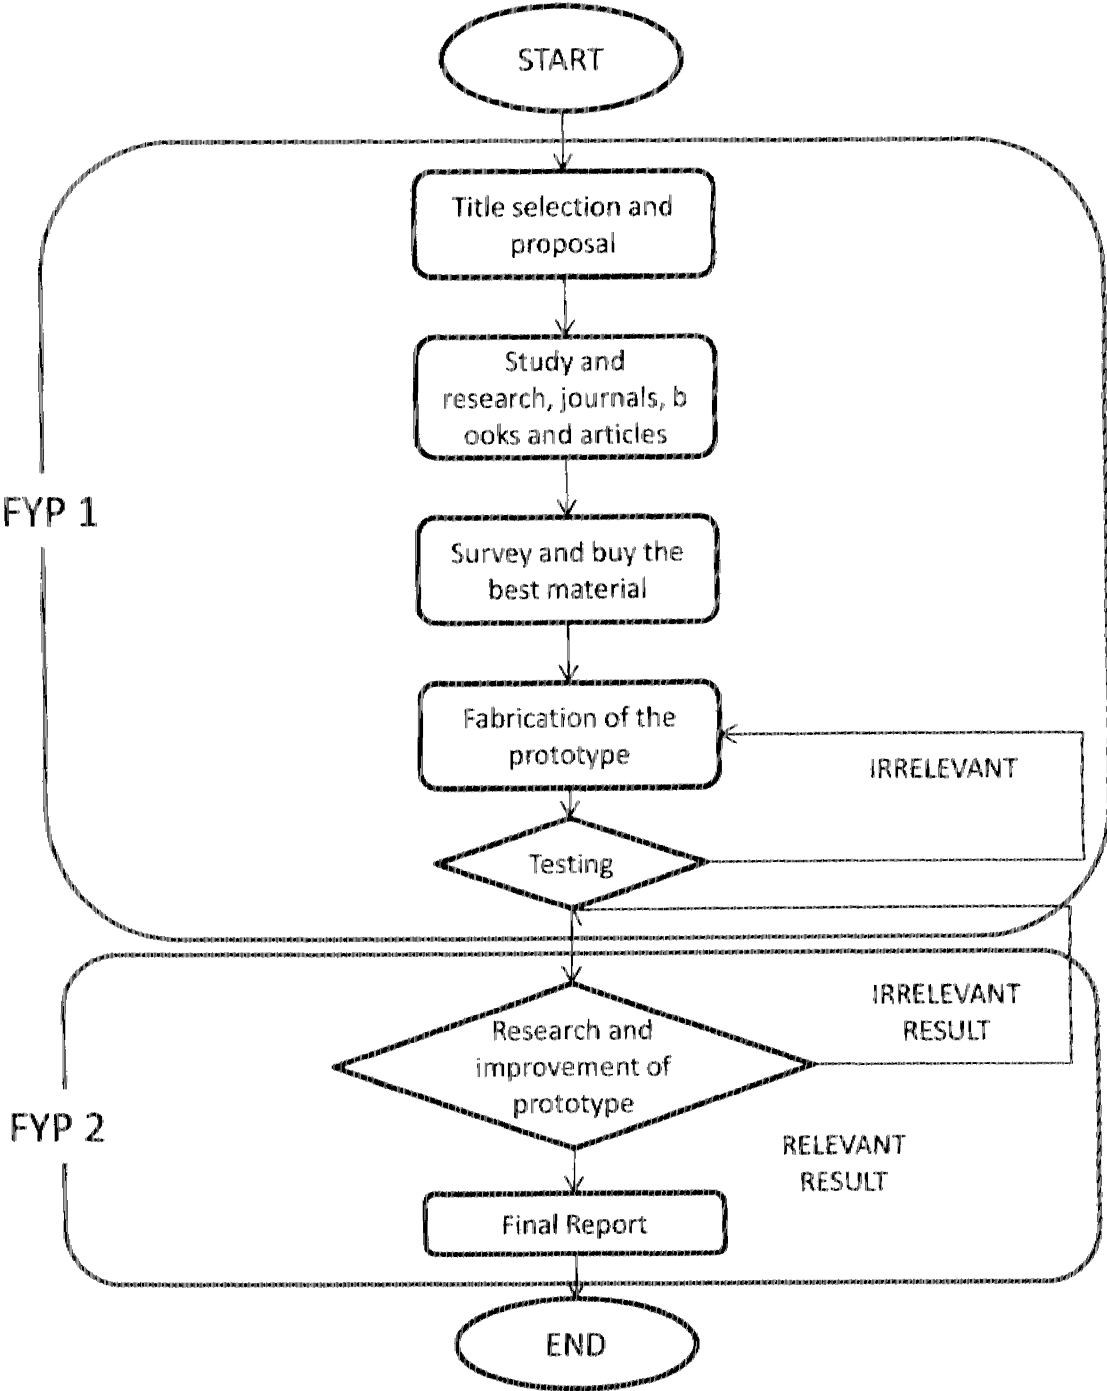 START
Title selection and
proposal
Study and
research, journals, b
ooks and articles
FYP 1
Survey and buy the
best material
Fabrication of the
prototype
IRRELEVANT
Testing
IRRELEVANT
RESULT
Research and
improvement of
prototype
FYP 2
RELEVANT
RESULT
Final Report
END